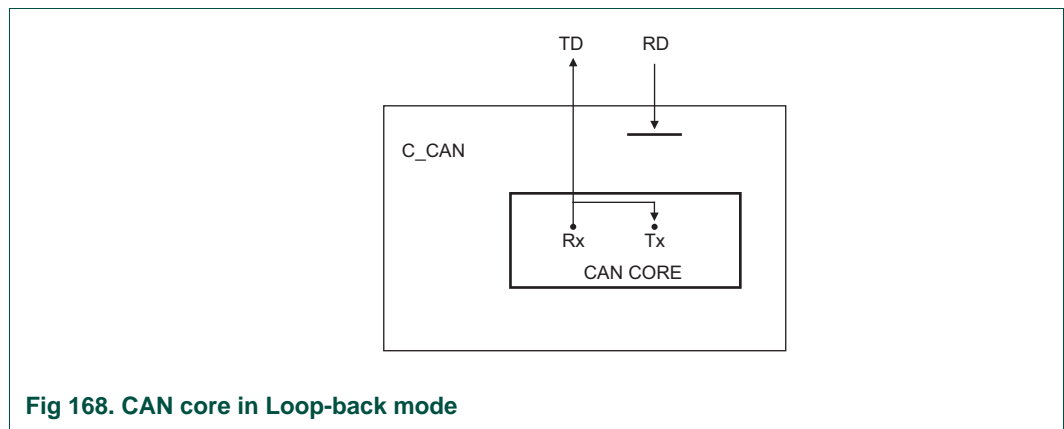 TD RD
C_CAN
Rx Tx
CAN CORE
Fig 168. CAN core in Loop-back mode